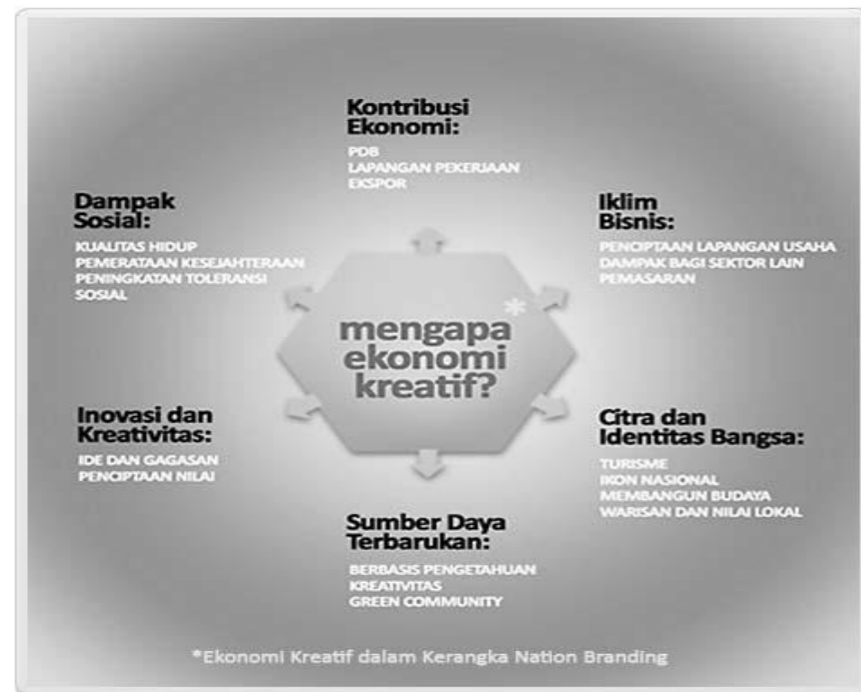 Kontribusi
Ekonomi:
PDB
LAPANGAN PEKERJAAN
EKSPOR
Iklim
Bisnis:
PENCIPTAAN LAPANGAN USAHA
DAMPAK BAGI SEKTOR LAIN
PEMASARAN
Citra dan
Identitas Bangsa:
TURISME
IKON NASIONAL
MEMBANGUN BUDAYA
WARISAN DAN NILAI LOKAL
Sumber Daya
Terbarukan:
BERBASIS PENGETAHUAN
KREATIVITAS
GREEN COMMUNITY
Inovasi dan
Kreativitas:
IDE DAN GAGASAN
PENCIPTAAN NILAI
Dampak
Sosial:
KUALITAS HIDUP
PEMERATAAN KESEJAHTERAAN
PENINGKATAN TOLERANSI
SOSIAL
mengapa*
ekonomi
kreatif?
*Ekonomi Kreatif dalam Kerangka Nation Branding